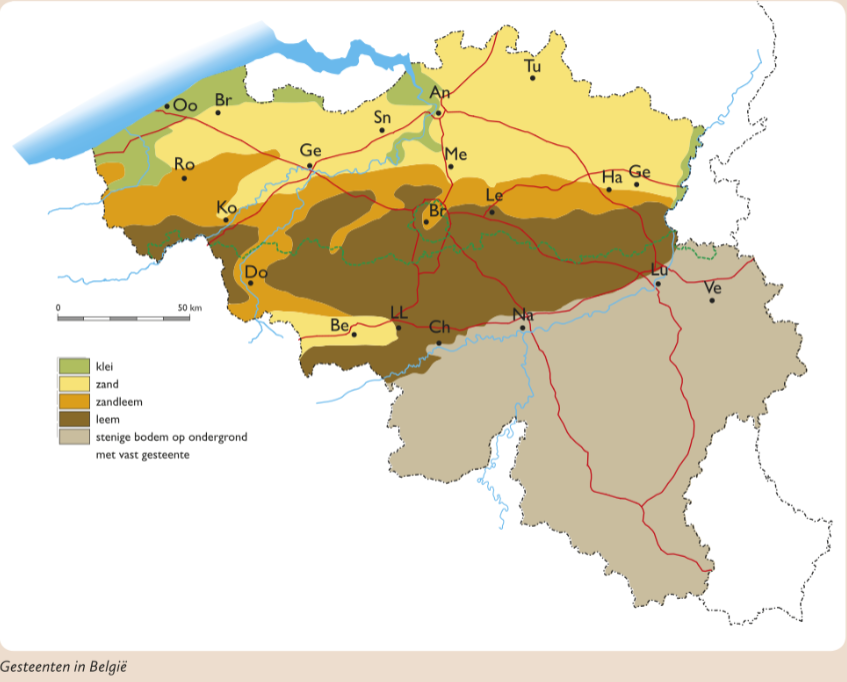 Tu
An
Oo
Br
Sn
Ge
Me
Ro
Ha
Ge
Le
Ko
Br
Do
Lu
Ve
0
50 km
LL
Na
Be
Ch
klei
zand
zandleem
leem
stenige bodem op ondergrond
met vast gesteente
Gesteenten in België